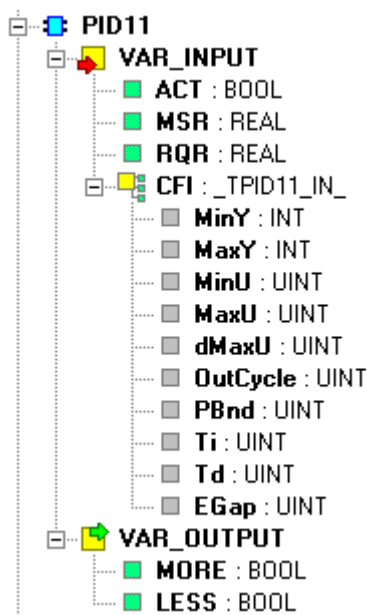 PID11
VAR_INPUT
ACT : BOOL
MSR : REAL
RQR : REAL
CFI : _TPID11_IN_
MinY : INT
MaxY : INT
MinU : UINT
MaxU : UINT
dMaxU : UINT
OutCycle : UINT
PBnd : UINT
Ti : UINT
Td : UINT
EGap : UINT
VAR_OUTPUT
MORE : BOOL
LESS : BOOL